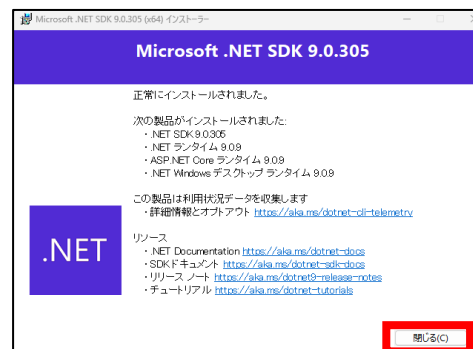 Microsoft .NET SDK 9.0.305 (x64) インストーラー
Microsoft .NET SDK 9.0.305
正常にインストールされました。
次の製品がインストールされました:
・.NET SDK 9.0.305
・.NET ランタイム 9.0.9
・ASP.NET Core ランタイム 9.0.9
・.NET Windows デスクトップ ランタイム 9.0.9
この製品は利用状況データを収集します
・詳細情報とオプトアウト https://aka.ms/dotnet-cli-telemetry
.NET
リソース
・.NET Documentation https://aka.ms/dotnet-docs
・SDKドキュメント https://aka.ms/dotnet-sdk-docs
・リリース ノート https://aka.ms/dotnet9-release-notes
・チュートリアル https://aka.ms/dotnet-tutorials
閉じる(C)